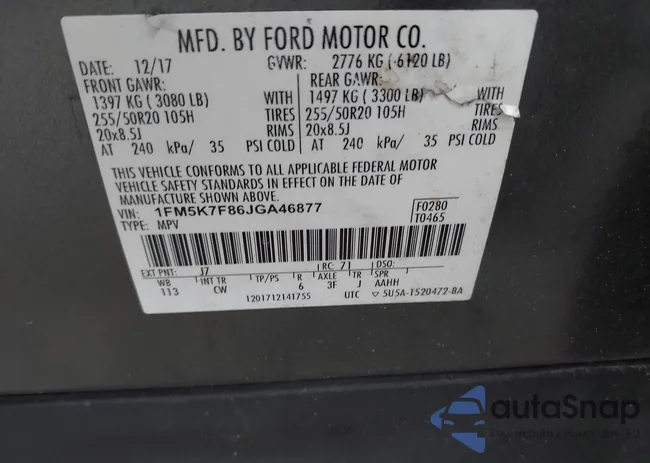 MFD. BY FORD MOTOR CO.
DATE: 12/17 GVWR: 2776 KG ( 6120 LB)
FRONT GAWR: REAR GAWR:
1397 KG ( 3080 LB) WITH 1497 KG ( 3300 LB) WITH
255/50R20 105H TIRES 255/50R20 105H TIRES
20x8.5J RIMS 20x8.5J RIMS
AT 240 kPa/ 35 PSI COLD AT 240 kPa/ 35 PSI COLD
THIS VEHICLE CONFORMS TO ALL APPLICABLE FEDERAL MOTOR
VEHICLE SAFETY STANDARDS IN EFFECT ON THE DATE OF
MANUFACTURE SHOWN ABOVE.
VIN: 1FM5K7F86JGA46877 F0280
TYPE: MPV T0465
EXT PNT: J7 RC: 71 DSO:
WB INT TR TP/PS R AXLE TR SPR
113 CW 6 3F J AAHH
1201712141755 UTC ▽ 5U5A-1520472-BA
autaSnap